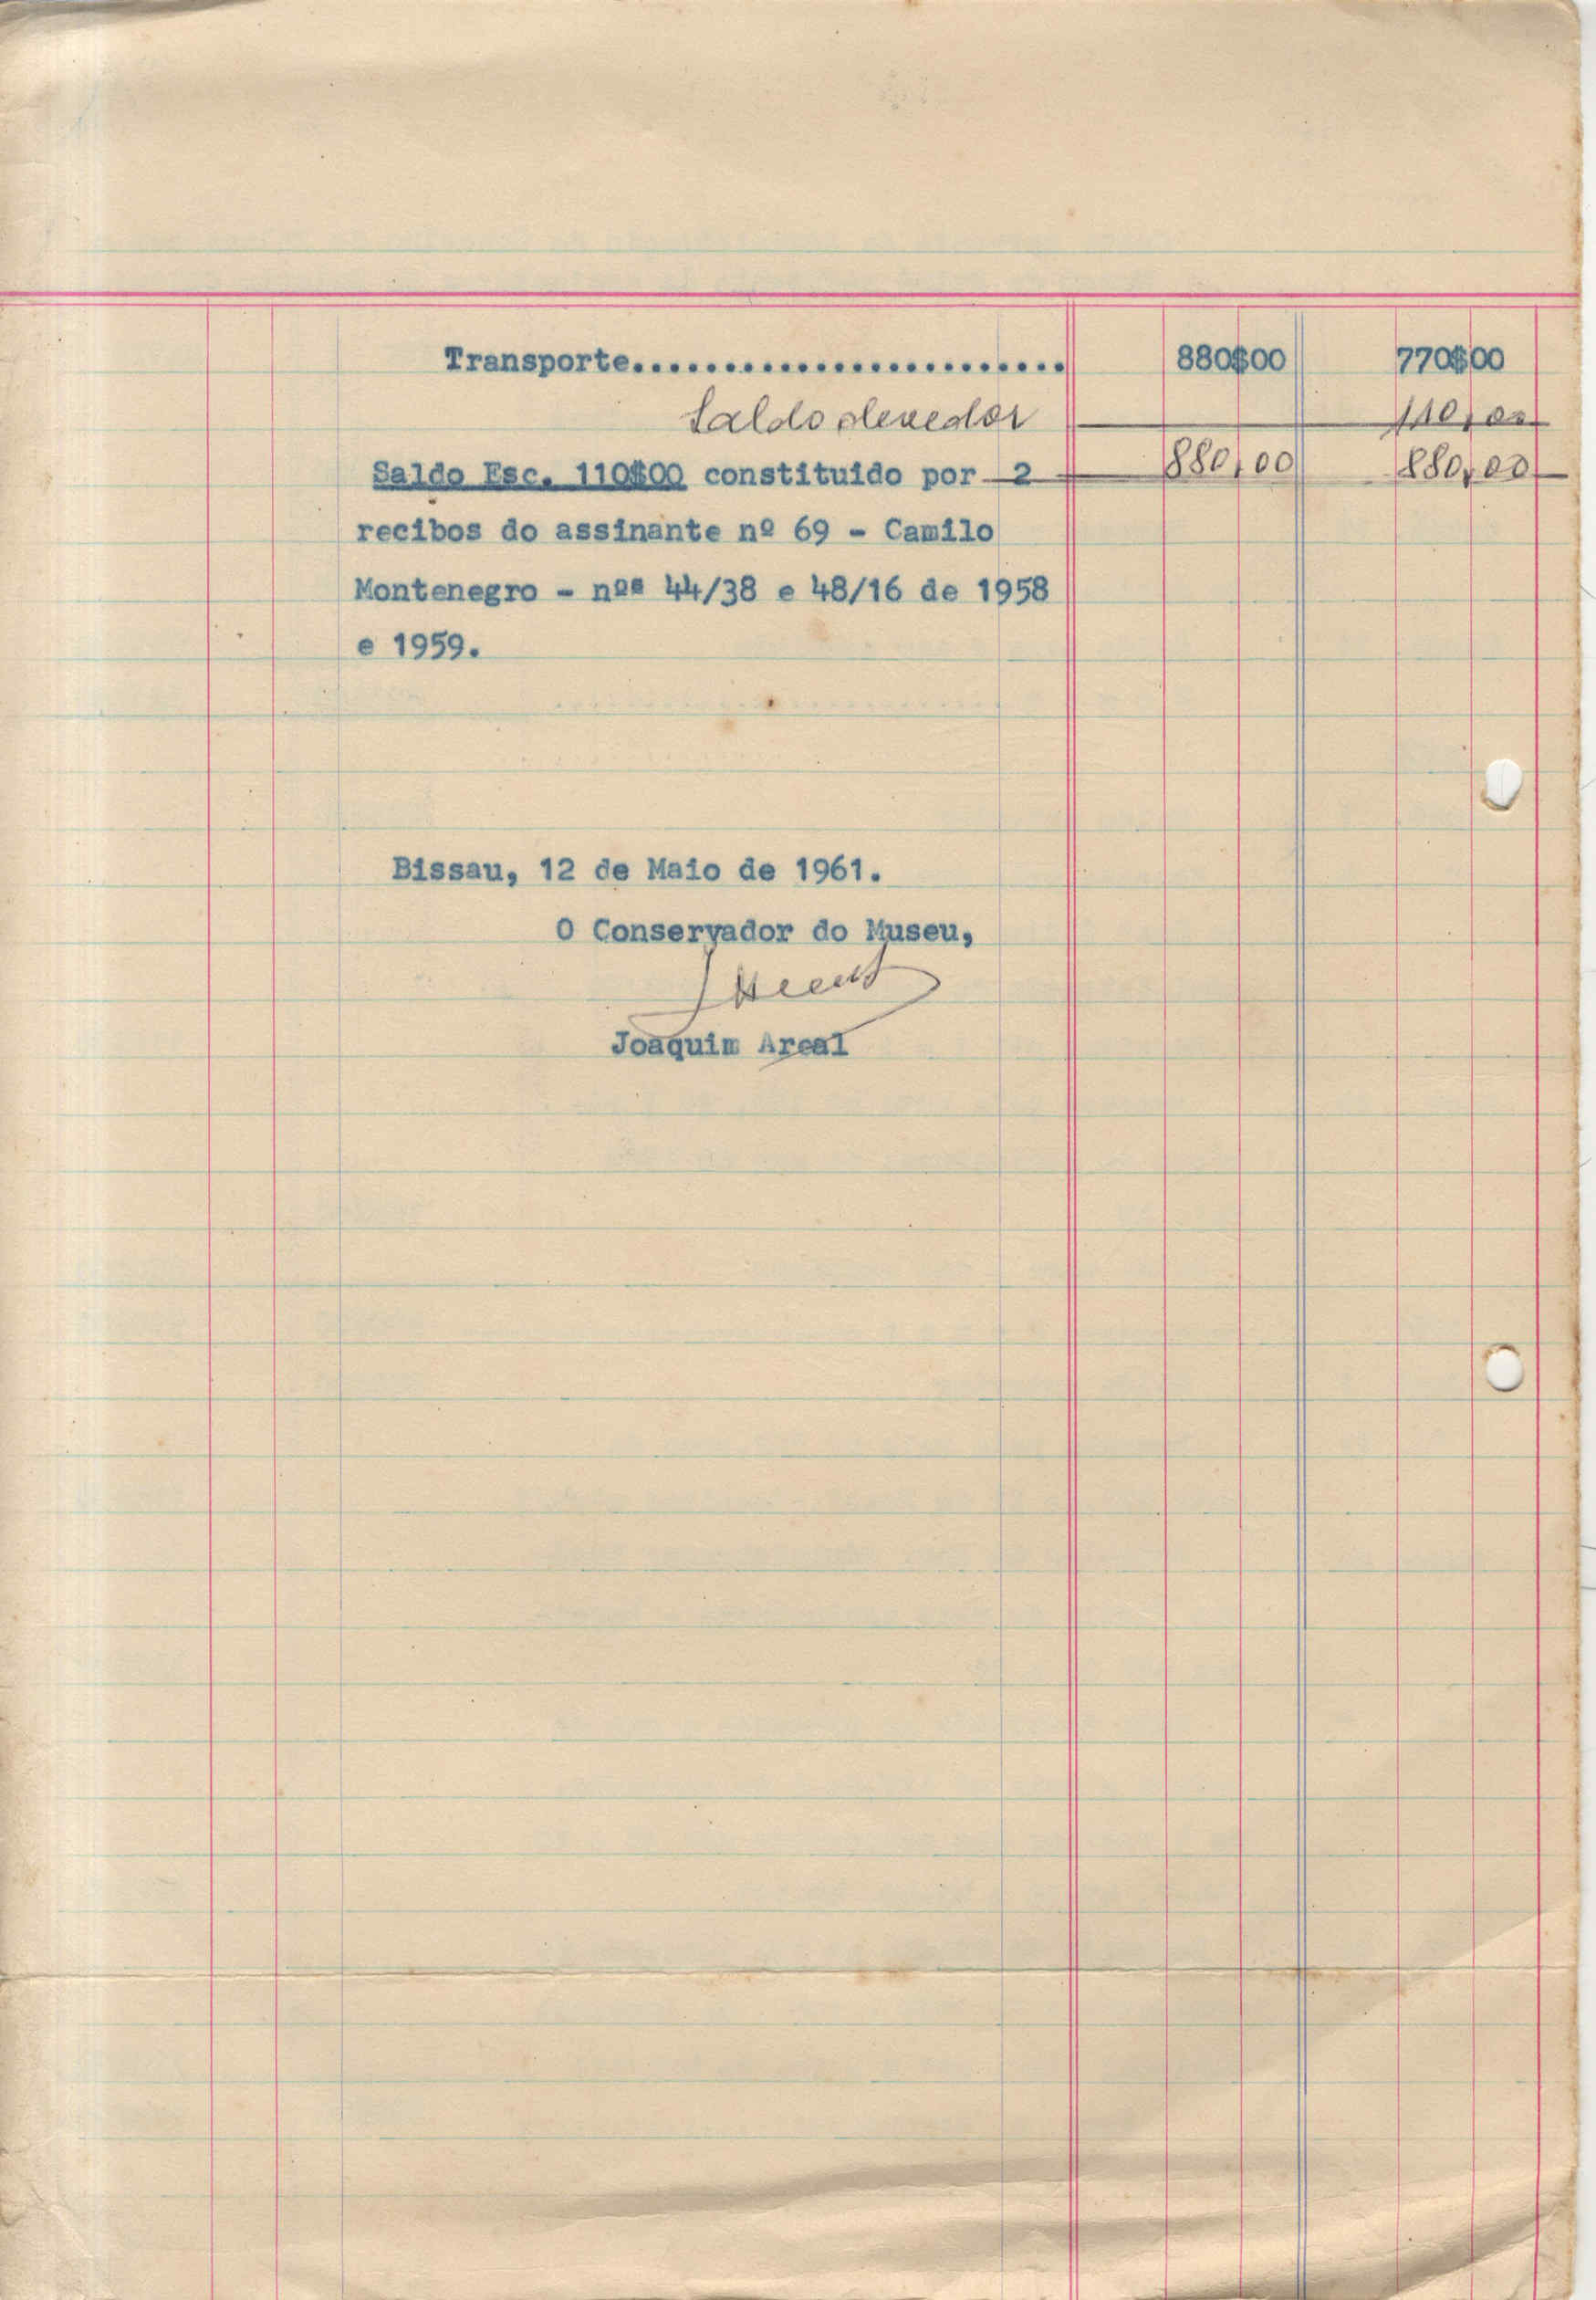 Transporte........................ 880$00 770$00
Saldo devedor 110,00
880,00 880,00
Saldo Esc. 110$00 constituido por 2
recibos do assinante nº 69 - Camilo
Montenegro - nºs 44/38 e 48/16 de 1958
e 1959.
Bissau, 12 de Maio de 1961.
O Conservador do Museu,
Joaquim Areal